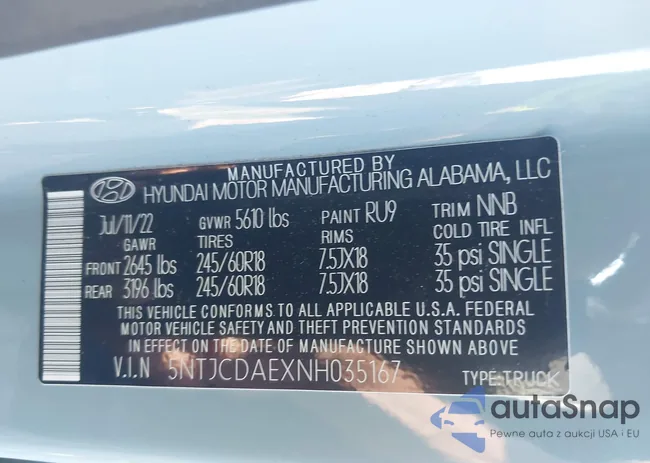 MANUFACTURED BY
HYUNDAI MOTOR MANUFACTURING ALABAMA, LLC
Jul/11/22 GVWR 5610 lbs PAINT RU9 TRIM NNB
GAWR TIRES RIMS COLD TIRE INFL
FRONT 2645 lbs 245/60R18 7.5JX18 35 psi SINGLE
REAR 3196 lbs 245/60R18 7.5JX18 35 psi SINGLE
THIS VEHICLE CONFORMS TO ALL APPLICABLE U.S.A. FEDERAL
MOTOR VEHICLE SAFETY AND THEFT PREVENTION STANDARDS
IN EFFECT ON THE DATE OF MANUFACTURE SHOWN ABOVE
V.I.N 5NTJCDAEXNH035167 TYPE:TRUCK
autaSnap
Pewne auta z aukcji USA i EU